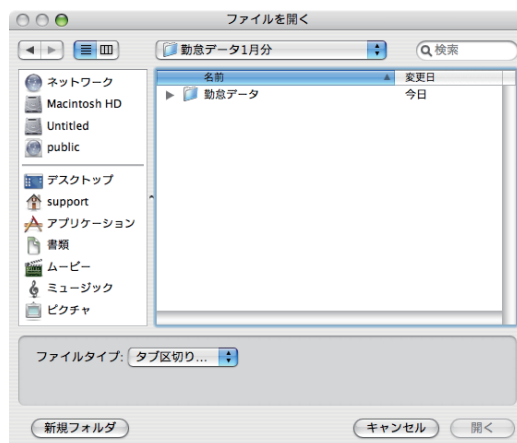 ファイルを開く
勤怠データ1月分
検索
名前 変更日
勤怠データ 今日
ネットワーク
Macintosh HD
Untitled
public
デスクトップ
support
アプリケーション
書類
ムービー
ミュージック
ピクチャ
ファイルタイプ: タブ区切り...
新規フォルダ キャンセル 開く